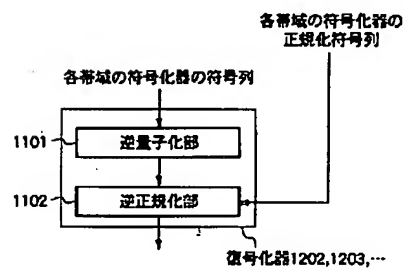 各帯域の符号化器の
正規化符号列
各帯域の符号化器の符号列
1101
逆量子化部
1102
逆正規化部
復号化器1202,1203,…